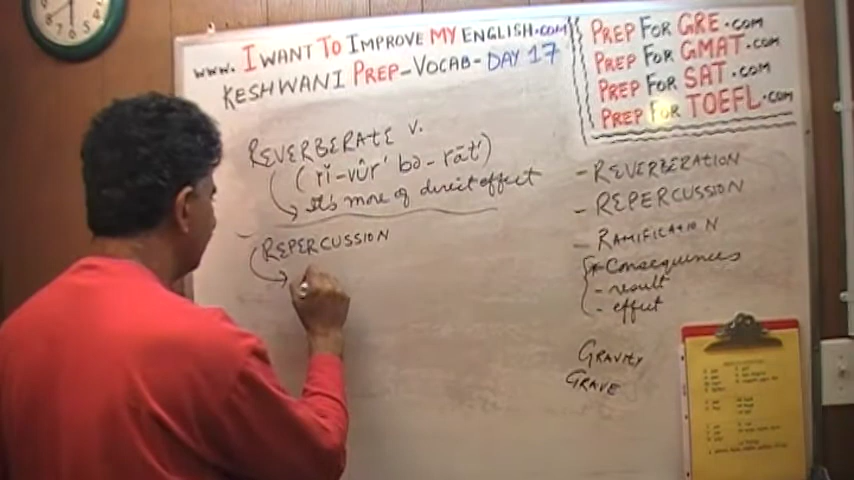 www. I WANT TO IMPROVE MY ENGLISH.com
KESHWANI PREP-VOCAB- DAY 17
PREP FOR GRE.com
PREP FOR GMAT.com
PREP FOR SAT.com
PREP FOR TOEFL.com
REVERBERATE V.
(rĭ-vûr' bə-rāt')
it's more of direct effect
- REPERCUSSION
- REVERBERATION
- REPERCUSSION
- RAMIFICATION
* Consequences
- result
- effect
GRAVITY
GRAVE